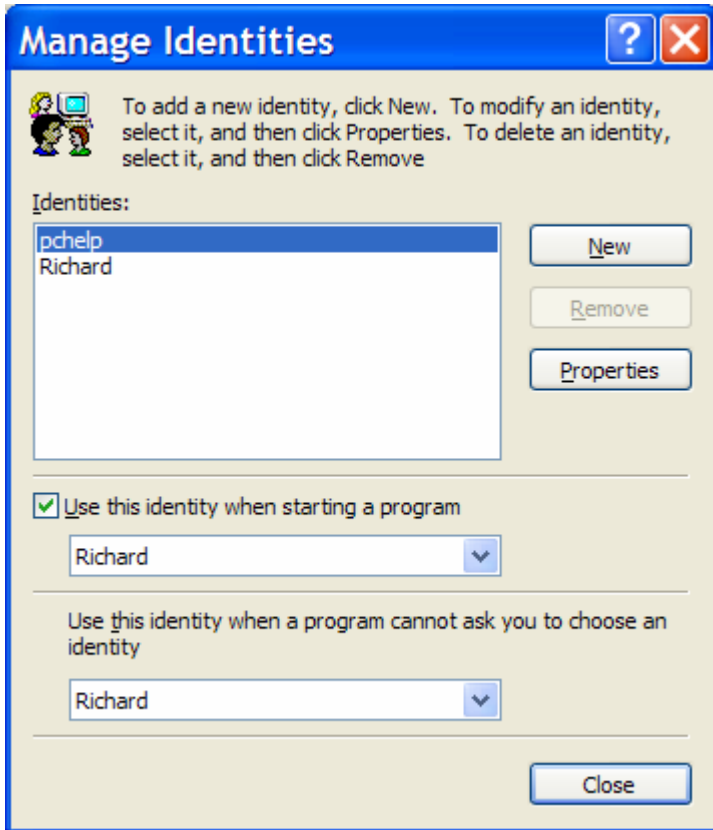 Manage Identities
To add a new identity, click New. To modify an identity,
select it, and then click Properties. To delete an identity,
select it, and then click Remove
Identities:
pchelp
Richard
New
Remove
Properties
Use this identity when starting a program
Richard
Use this identity when a program cannot ask you to choose an
identity
Richard
Close